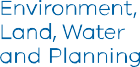 Environment,
Land, Water
and Planning